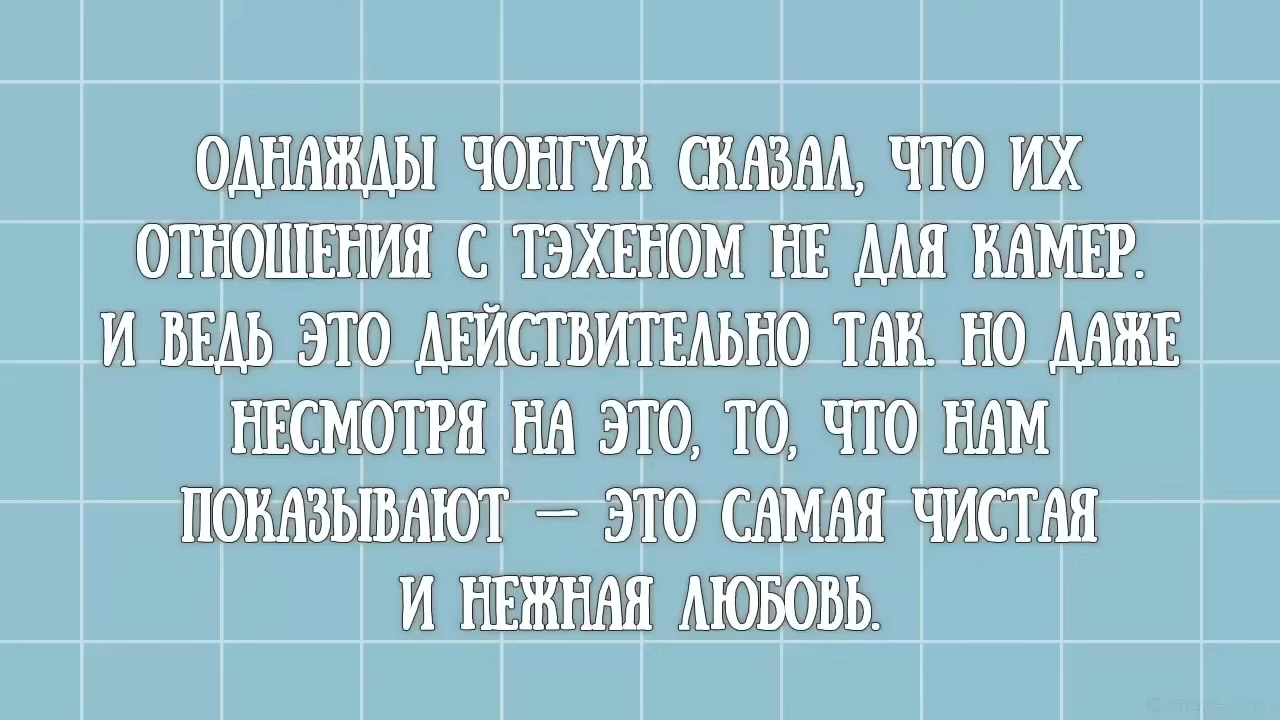 ОДНАЖДЫ ЧОНГУК СКАЗАЛ, ЧТО ИХ
ОТНОШЕНИЯ С ТЭХЕНОМ НЕ ДЛЯ КАМЕР.
И ВЕДЬ ЭТО ДЕЙСТВИТЕЛЬНО ТАК. НО ДАЖЕ
НЕСМОТРЯ НА ЭТО, ТО, ЧТО НАМ
ПОКАЗЫВАЮТ — ЭТО САМАЯ ЧИСТАЯ
И НЕЖНАЯ ЛЮБОВЬ.